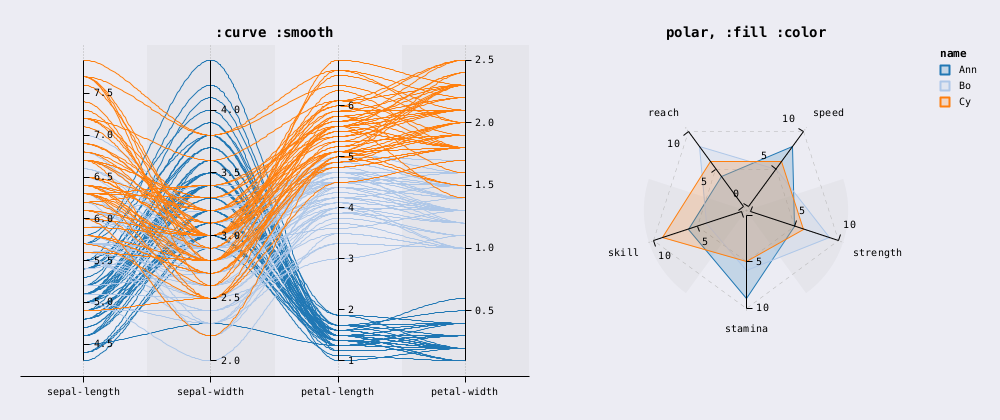 :curve :smooth
7.5
7.0
6.5
6.0
5.5
5.0
4.5
4.0
3.5
3.0
2.5
2.0
6
5
4
3
2
1
2.5
2.0
1.5
1.0
0.5
sepal-length
sepal-width
petal-length
petal-width
polar, :fill :color
reach
speed
strength
stamina
skill
10
5
10
5
0
10
5
10
5
10
5
name
Ann
Bo
Cy